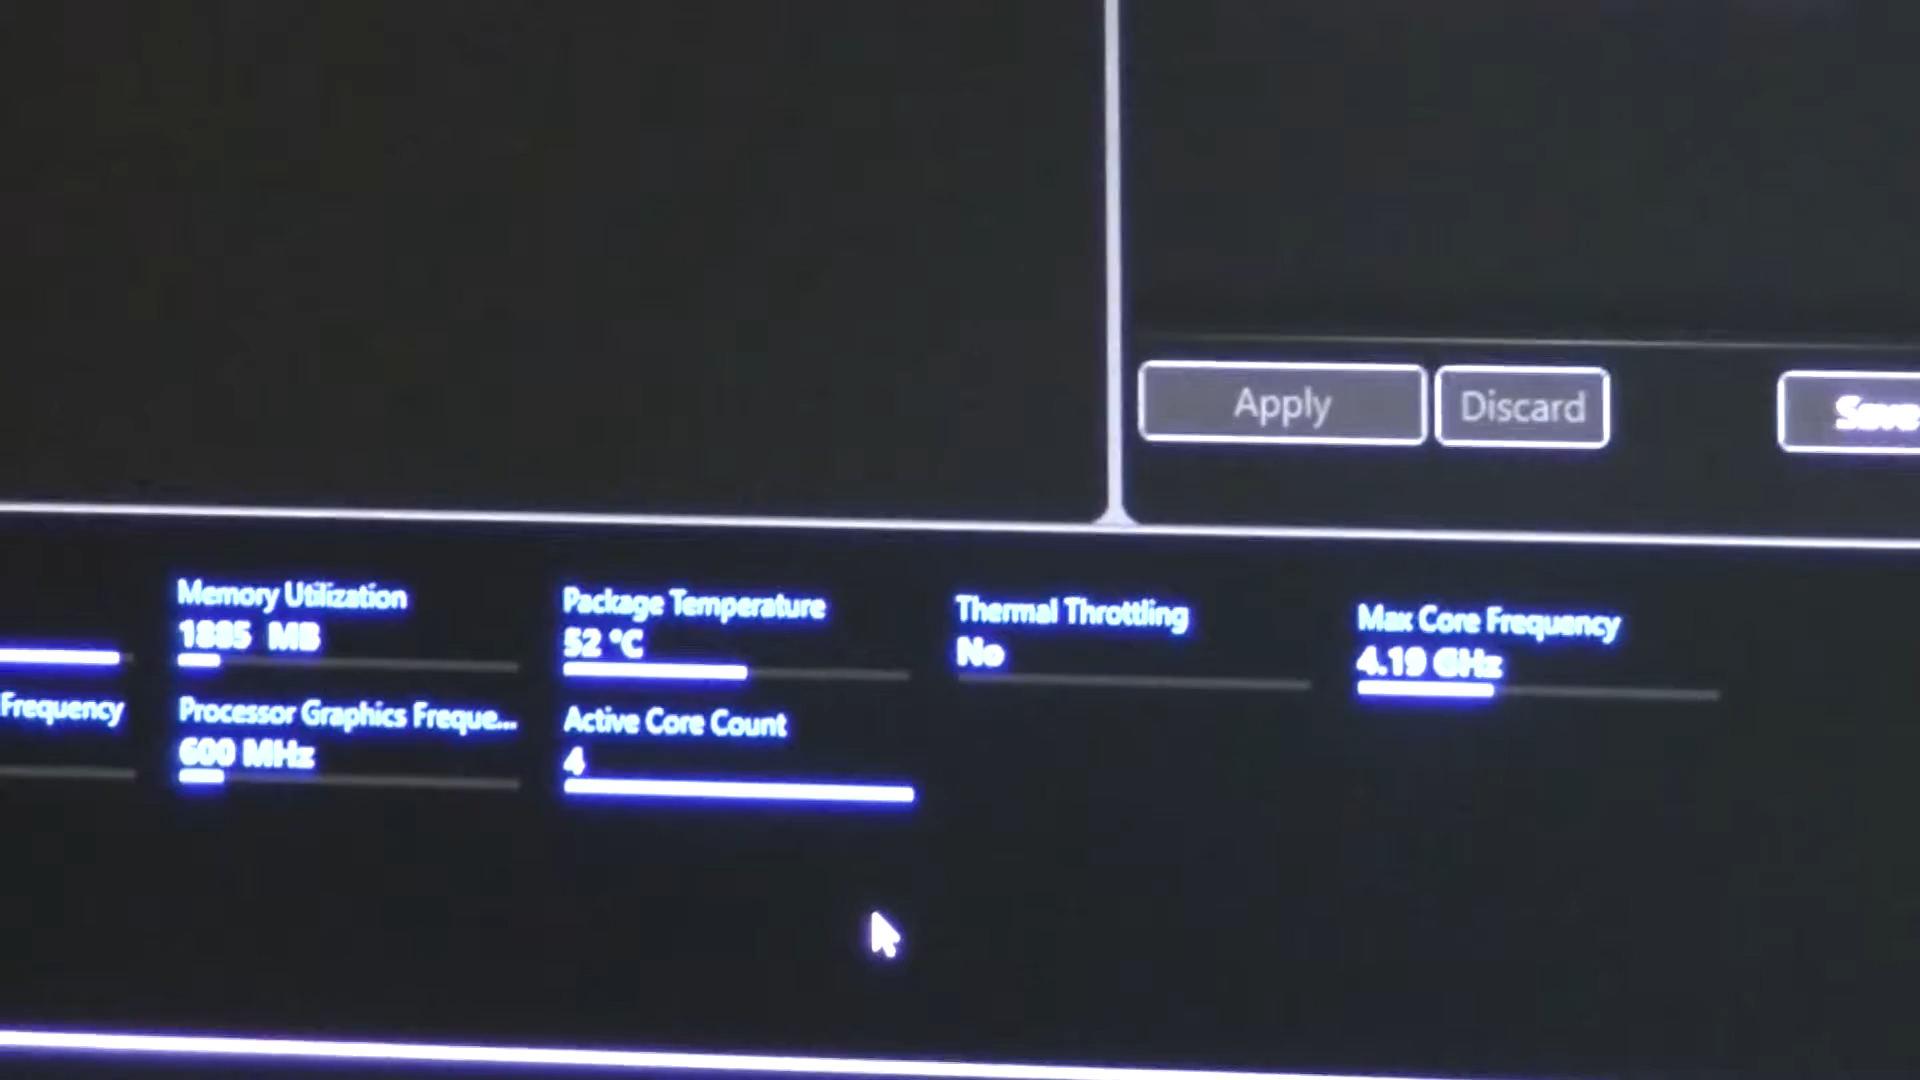 Apply
Discard
Save
Memory Utilization
1885 MB
Package Temperature
52 °C
Thermal Throttling
No
Max Core Frequency
4.19 GHz
Frequency
Processor Graphics Freque...
600 MHz
Active Core Count
4